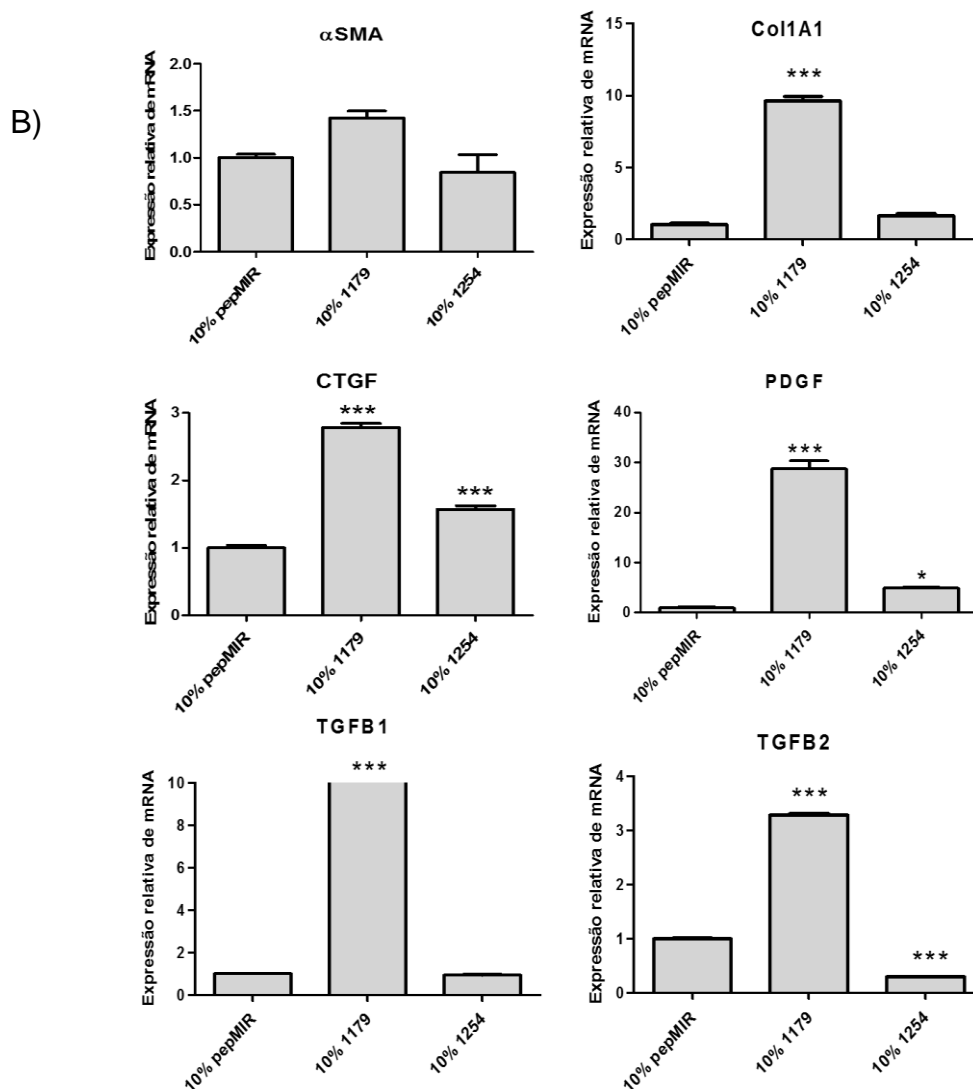 B)
αSMA
Expressão relativa de mRNA
2.0
1.5
1.0
0.5
0.0
10% pepMIR
10% 1179
10% 1254
Col1A1
Expressão relativa de mRNA
15
10
5
0
***
10% pepMIR
10% 1179
10% 1254
CTGF
Expressão relativa de mRNA
3
2
1
0
***
***
10% pepMIR
10% 1179
10% 1254
PDGF
Expressão relativa de mRNA
40
30
20
10
0
***
*
10% pepMIR
10% 1179
10% 1254
TGFB1
Expressão relativa de mRNA
10
8
6
4
2
0
***
10% pepMIR
10% 1179
10% 1254
TGFB2
Expressão relativa de mRNA
4
3
2
1
0
***
***
10% pepMIR
10% 1179
10% 1254